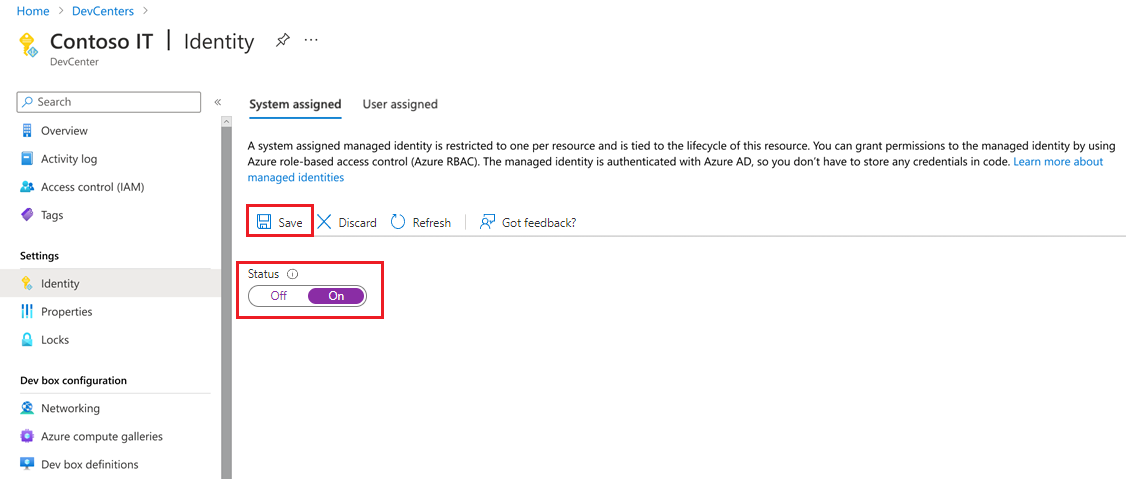 Home > DevCenters >
Contoso IT | Identity ...
DevCenter
Search
«
Overview
Activity log
Access control (IAM)
Tags
Settings
Identity
Properties
Locks
Dev box configuration
Networking
Azure compute galleries
Dev box definitions
System assigned User assigned
A system assigned managed identity is restricted to one per resource and is tied to the lifecycle of this resource. You can grant permissions to the managed identity by using
Azure role-based access control (Azure RBAC). The managed identity is authenticated with Azure AD, so you don’t have to store any credentials in code. Learn more about
managed identities
Save Discard Refresh Got feedback?
Status
Off On